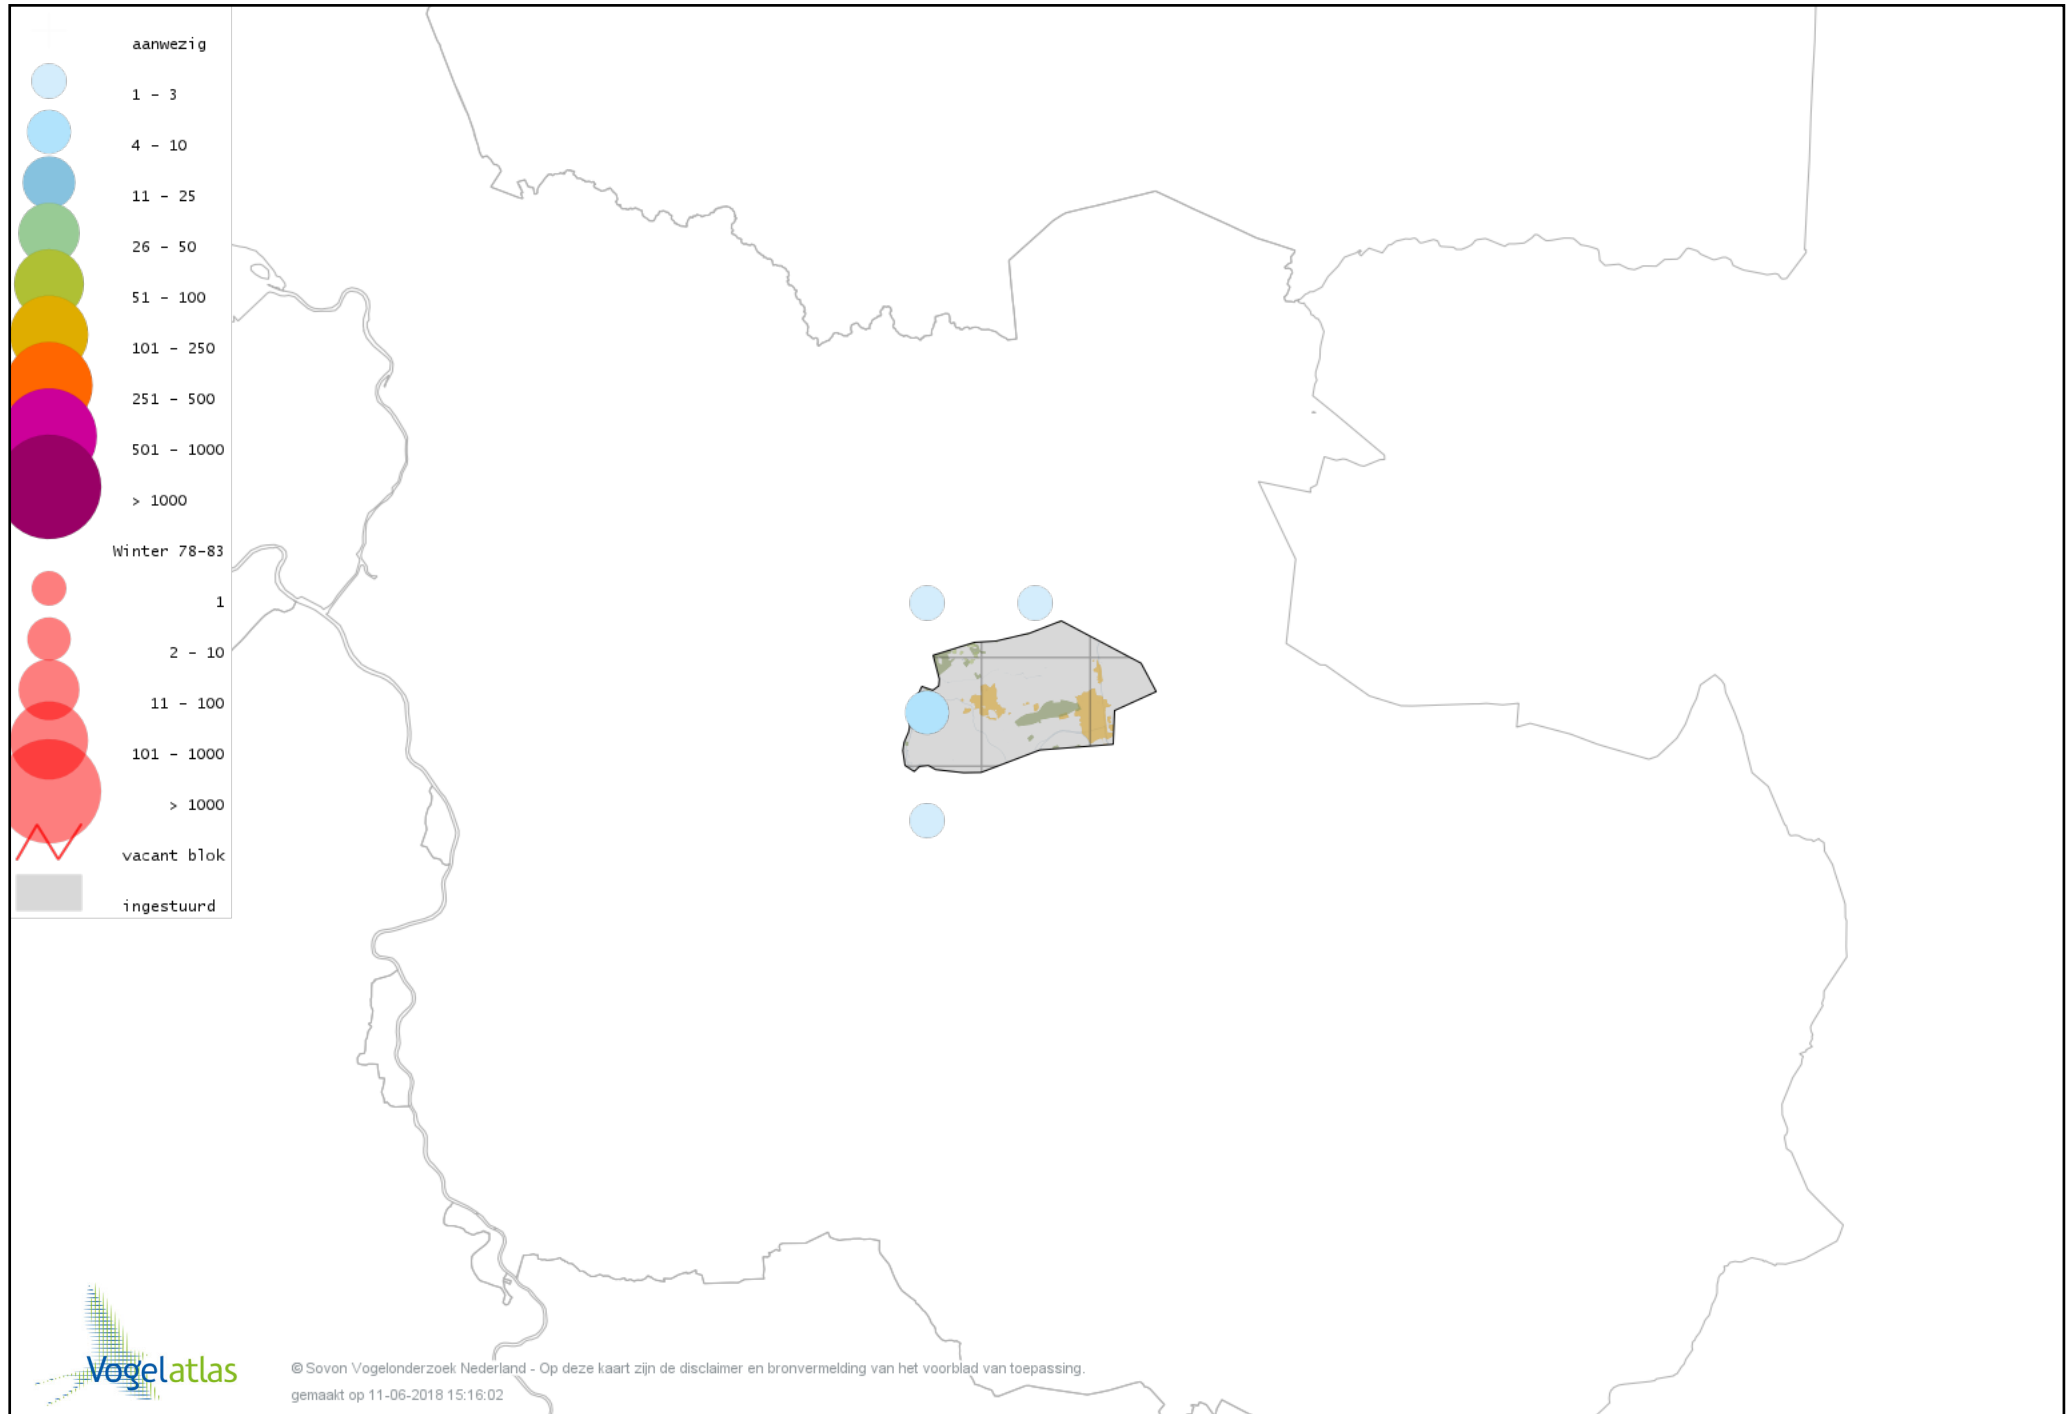 aanwezig
1 - 3
4 - 10
11 - 25
26 - 50
51 - 100
101 - 250
251 - 500
501 - 1000
> 1000
Winter 78-83
1
2 - 10
11 - 100
101 - 1000
> 1000
vacant blok
ingestuurd
Vogelatlas
© Sovon Vogelonderzoek Nederland - Op deze kaart zijn de disclaimer en bronvermelding van het voorblad van toepassing.
gemaakt op 11-06-2018 15:16:02